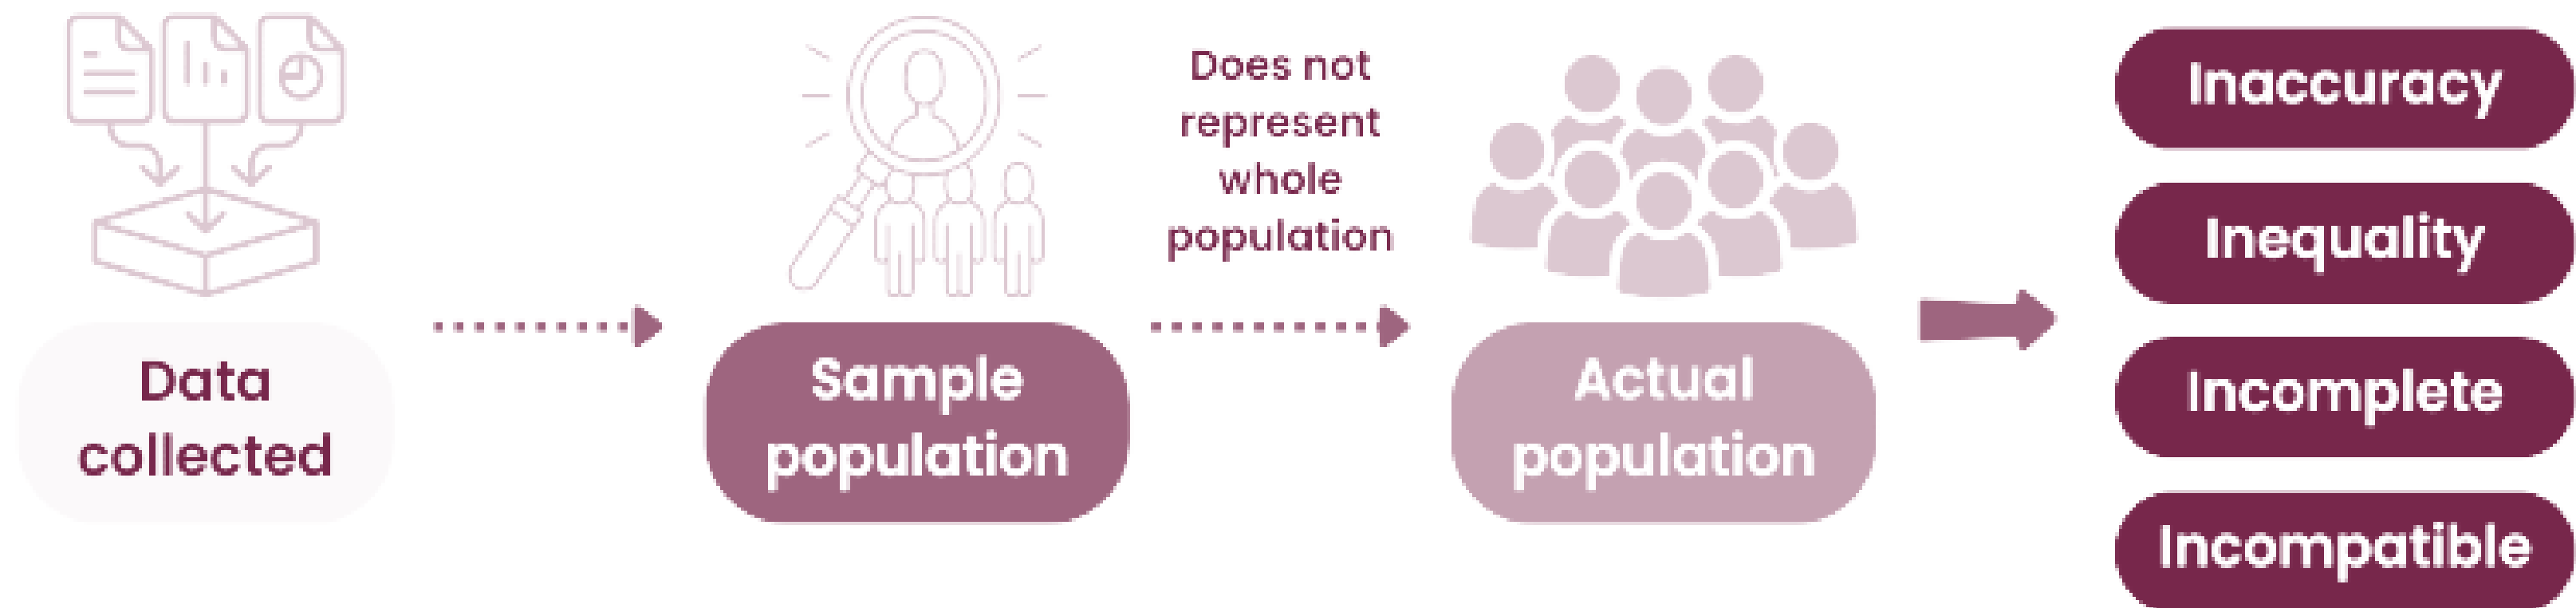 Data
collected
Sample
population
Does not
represent
whole
population
Actual
population
Inaccuracy
Inequality
Incomplete
Incompatible